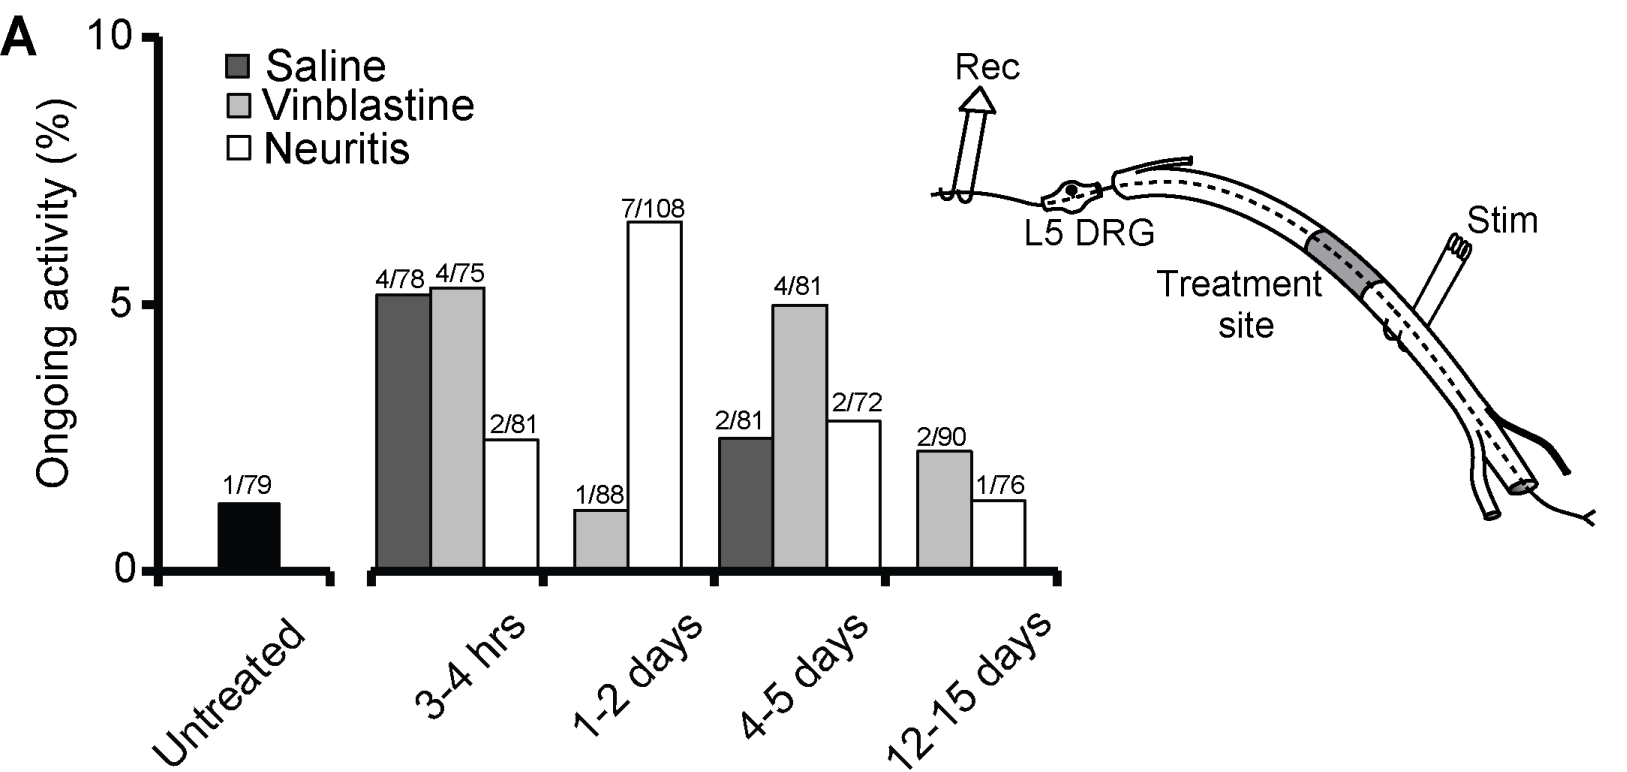 A
10
5
0
Ongoing activity (%)
Saline
Vinblastine
Neuritis
1/79
4/78
4/75
2/81
1/88
7/108
2/81
4/81
2/72
2/90
1/76
Untreated
3-4 hrs
1-2 days
4-5 days
12-15 days
Rec
L5 DRG
Treatment
site
Stim